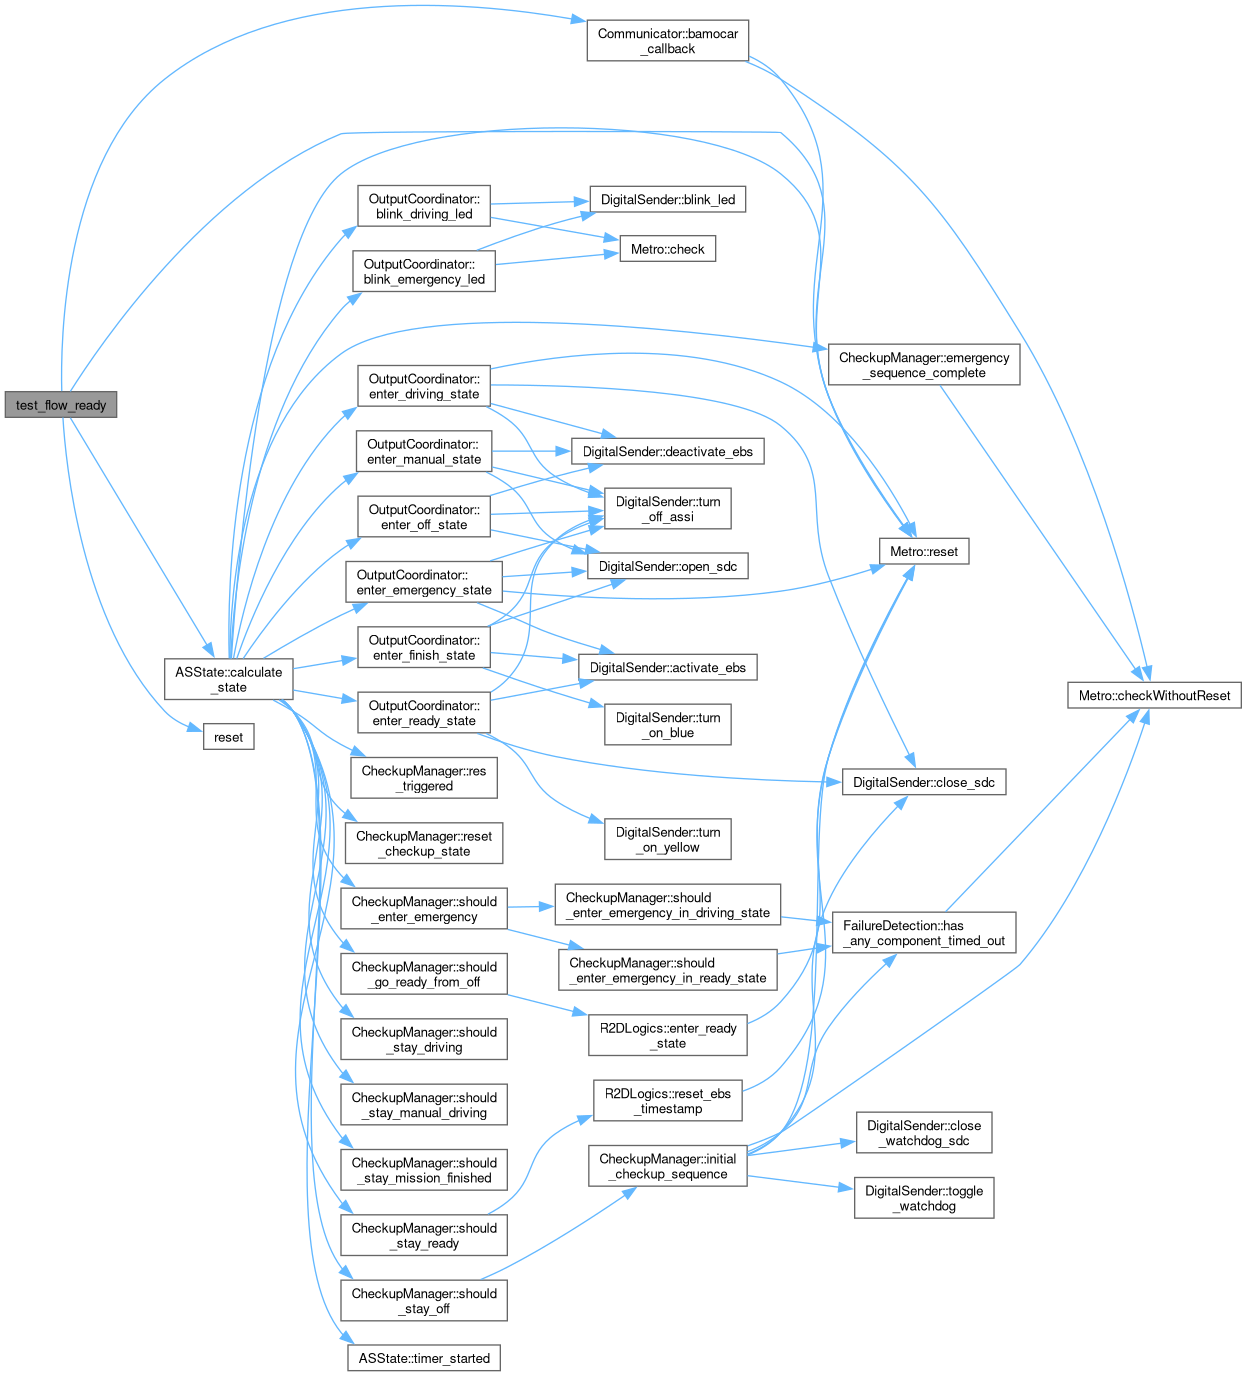 test_flow_ready
Communicator::bamocar
_callback
OutputCoordinator::
blink_driving_led
DigitalSender::blink_led
OutputCoordinator::
blink_emergency_led
Metro::check
CheckupManager::emergency
_sequence_complete
OutputCoordinator::
enter_driving_state
OutputCoordinator::
enter_manual_state
DigitalSender::deactivate_ebs
OutputCoordinator::
enter_off_state
DigitalSender::turn
_off_assi
Metro::reset
DigitalSender::open_sdc
OutputCoordinator::
enter_emergency_state
OutputCoordinator::
enter_finish_state
DigitalSender::activate_ebs
ASState::calculate
_state
Metro::checkWithoutReset
OutputCoordinator::
enter_ready_state
DigitalSender::turn
_on_blue
reset
CheckupManager::res
_triggered
DigitalSender::close_sdc
CheckupManager::reset
_checkup_state
DigitalSender::turn
_on_yellow
CheckupManager::should
_enter_emergency
CheckupManager::should
_enter_emergency_in_driving_state
FailureDetection::has
_any_component_timed_out
CheckupManager::should
_go_ready_from_off
CheckupManager::should
_enter_emergency_in_ready_state
CheckupManager::should
_stay_driving
R2DLogics::enter_ready
_state
CheckupManager::should
_stay_manual_driving
R2DLogics::reset_ebs
_timestamp
CheckupManager::should
_stay_mission_finished
CheckupManager::initial
_checkup_sequence
DigitalSender::close
_watchdog_sdc
DigitalSender::toggle
_watchdog
CheckupManager::should
_stay_ready
CheckupManager::should
_stay_off
ASState::timer_started